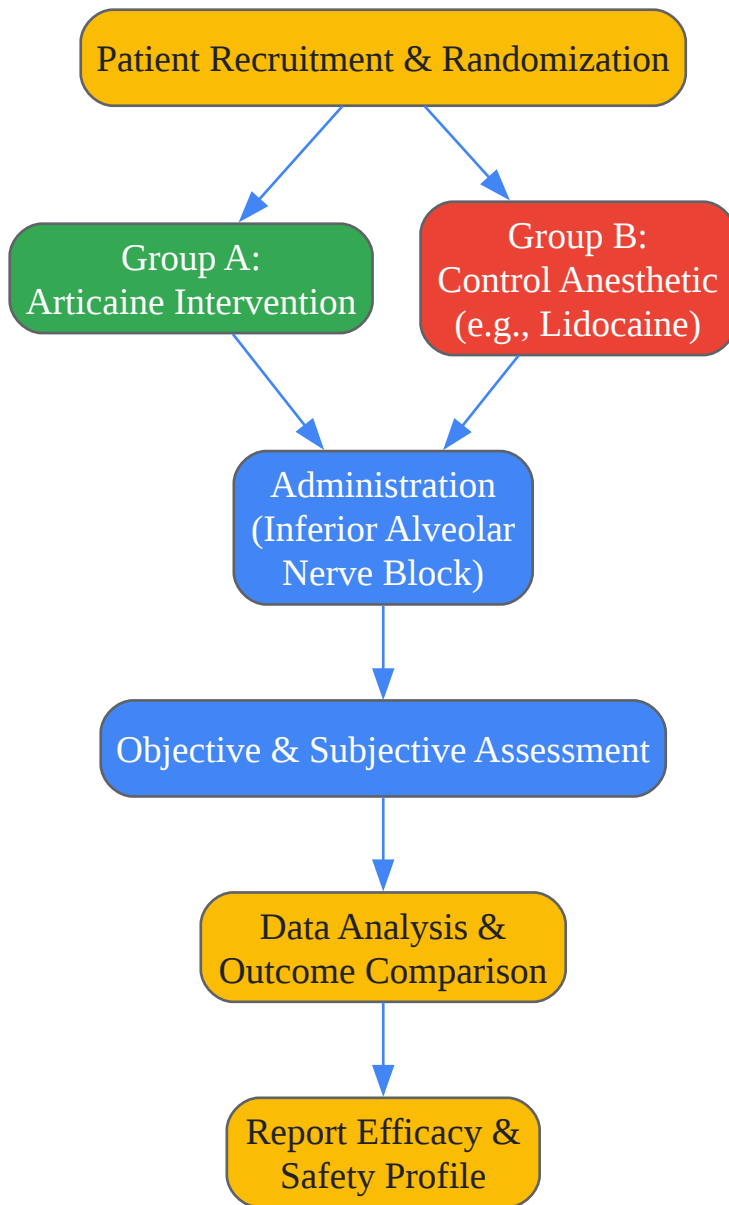 Patient Recruitment & Randomization
Group A:
Articaine Intervention
Group B:
Control Anesthetic
(e.g., Lidocaine)
Administration
(Inferior Alveolar
Nerve Block)
Objective & Subjective Assessment
Data Analysis &
Outcome Comparison
Report Efficacy &
Safety Profile